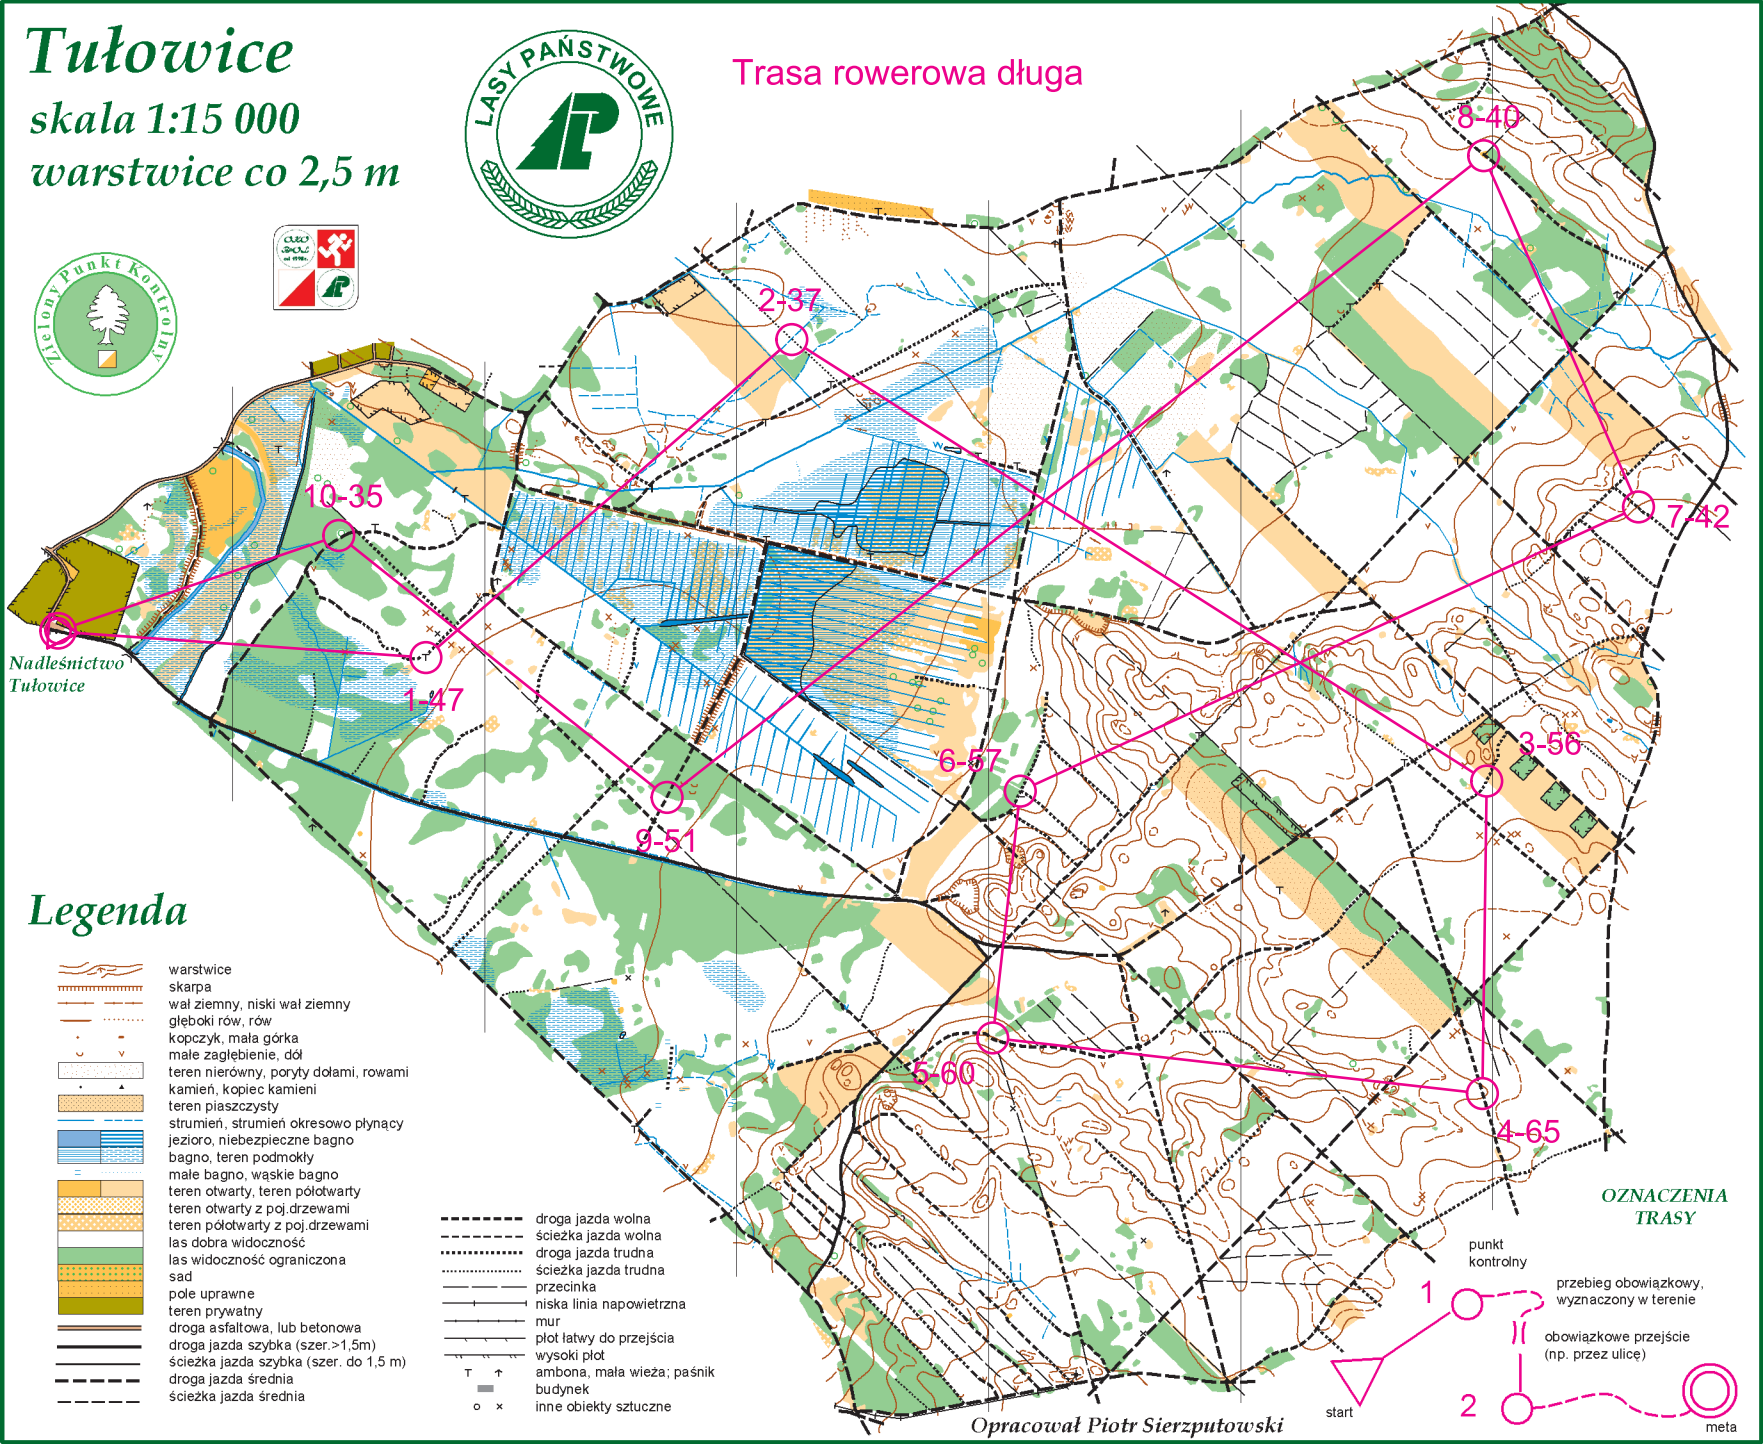 Tułowice
skala 1:15 000
warstwice co 2,5 m
LASY PAŃSTWOWE
Trasa rowerowa długa
Zielony Punkt Kontrolny
8-40
2-37
10-35
7-42
Nadleśnictwo
Tułowice
1-47
6-57
3-56
9-51
5-60
4-65
Legenda
warstwice
skarpa
wał ziemny, niski wał ziemny
głęboki rów, rów
kopczyk, mała górka
małe zagłębienie, dół
teren nierówny, poryty dołami, rowami
kamień, kopiec kamieni
teren piaszczysty
strumień, strumień okresowo płynący
jezioro, niebezpieczne bagno
bagno, teren podmokły
małe bagno, wąskie bagno
teren otwarty, teren półotwarty
teren otwarty z poj.drzewami
teren półotwarty z poj.drzewami
las dobra widoczność
las widoczność ograniczona
sad
pole uprawne
teren prywatny
droga asfaltowa, lub betonowa
droga jazda szybka (szer.>1,5m)
ścieżka jazda szybka (szer. do 1,5 m)
droga jazda średnia
ścieżka jazda średnia
droga jazda wolna
ścieżka jazda wolna
droga jazda trudna
ścieżka jazda trudna
przecinka
niska linia napowietrzna
mur
płot łatwy do przejścia
wysoki płot
ambona, mała wieża; paśnik
budynek
inne obiekty sztuczne
OZNACZENIA
TRASY
punkt
kontrolny
1
przebieg obowiązkowy,
wyznaczony w terenie
obowiązkowe przejście
(np. przez ulicę)
2
start
meta
Opracował Piotr Sierzputowski